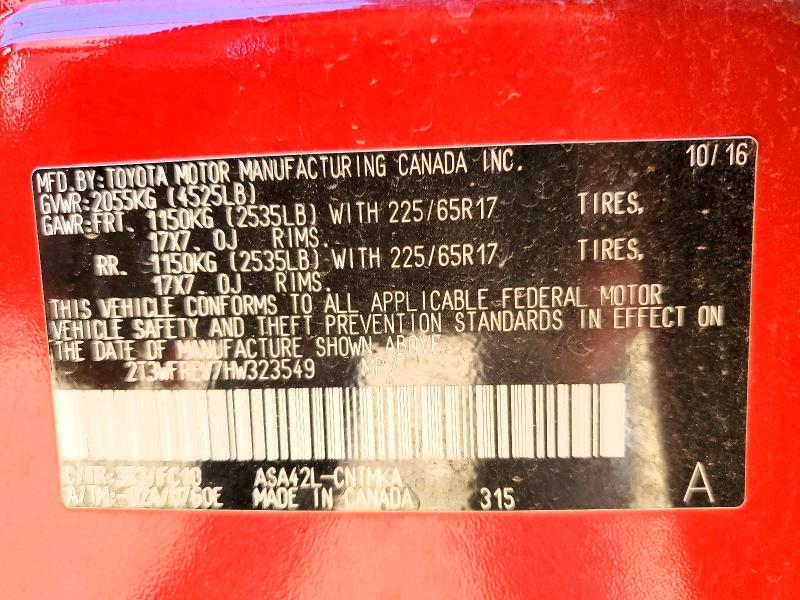 MFD.BY:TOYOTA MOTOR MANUFACTURING CANADA INC. 10/16
GVWR:2055KG (4525LB)
GAWR:FRT. 1150KG (2535LB) WITH 225/65R17 TIRES,
17X7.0J RIMS.
RR. 1150KG (2535LB) WITH 225/65R17 TIRES,
17X7.0J RIMS.
THIS VEHICLE CONFORMS TO ALL APPLICABLE FEDERAL MOTOR
VEHICLE SAFETY AND THEFT PREVENTION STANDARDS IN EFFECT ON
THE DATE OF MANUFACTURE SHOWN ABOVE.
2T3WFREV7HW323549 MPV
C/TR: ASA42L-CNTMKA
A/TM: MADE IN CANADA 315 A